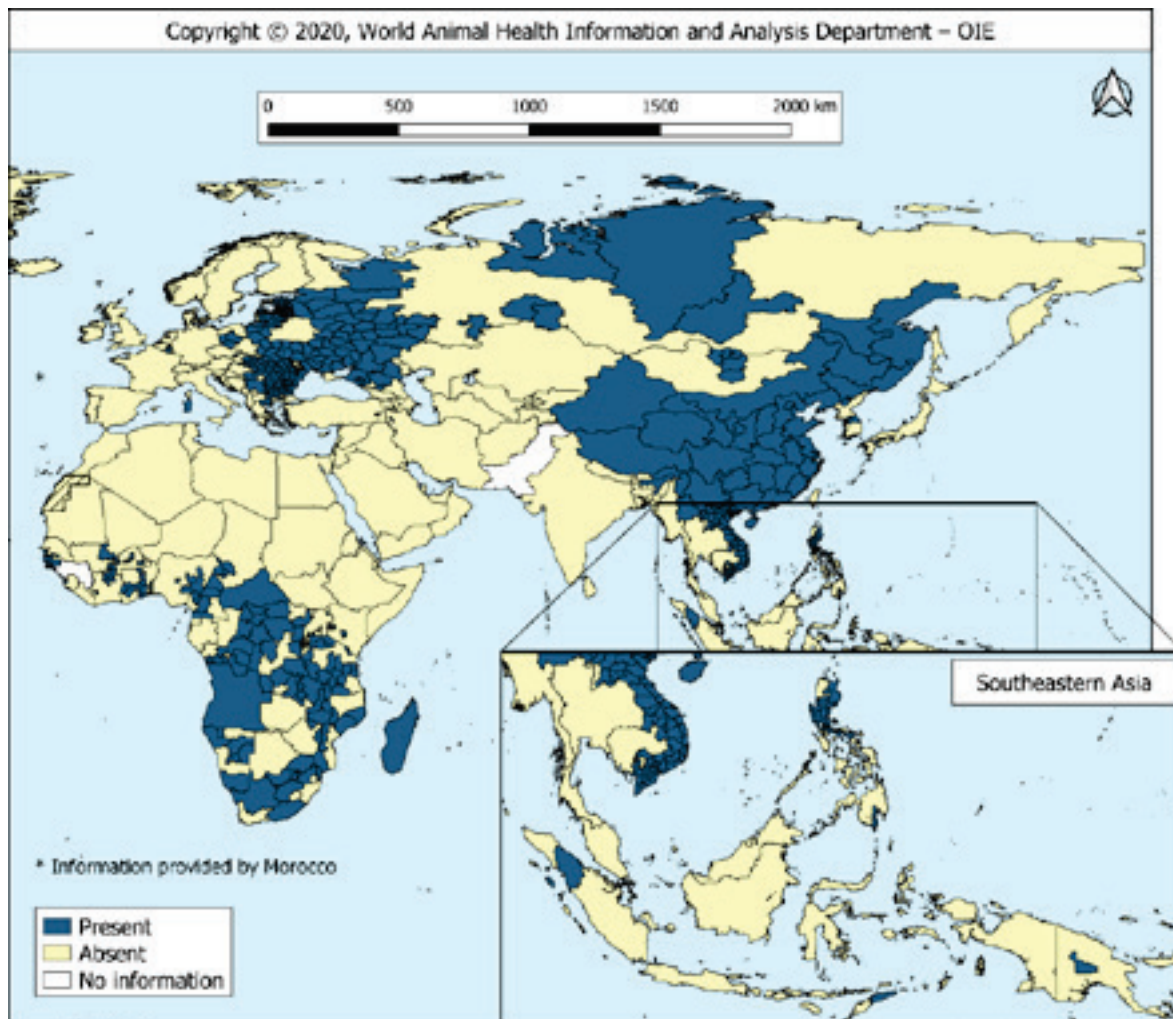 Copyright © 2020, World Animal Health Information and Analysis Department – OIE
0 500 1000 1500 2000 km
Southeastern Asia
* Information provided by Morocco
Present
Absent
No information